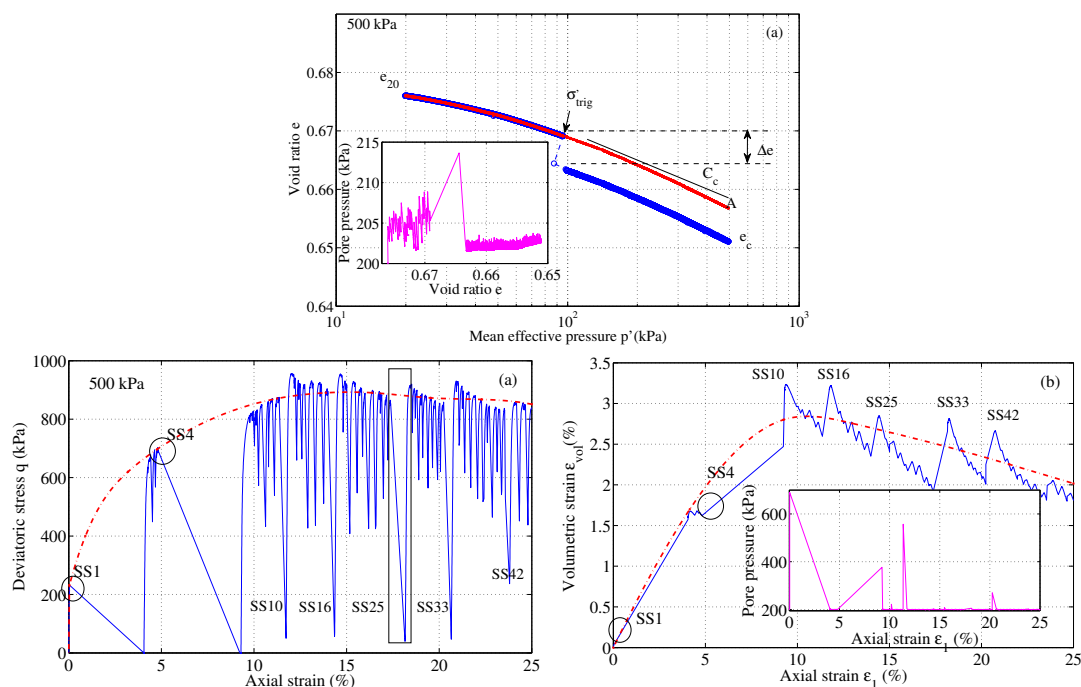 500 kPa
(a)
0.68
0.67
0.66
0.65
0.64
Void ratio e
e20
σ'trig
Δe
Cc
A
ec
215
210
205
200
Pore pressure (kPa)
0.67 0.66 0.65
Void ratio e
10^1 10^2 10^3
Mean effective pressure p'(kPa)
1000
800
600
400
200
0
Deviatoric stress q (kPa)
500 kPa
(a)
SS4
SS1
SS10 SS16 SS25 SS33 SS42
0 5 10 15 20 25
Axial strain (%)
3.5
3
2.5
2
1.5
1
0.5
0
Volumetric strain εvol(%)
(b)
SS10 SS16 SS25 SS33 SS42
SS4
SS1
600
400
200
Pore pressure (kPa)
0 5 10 15 20 25
Axial strain ε1 (%)
0 5 10 15 20 25
Axial strain ε1 (%)